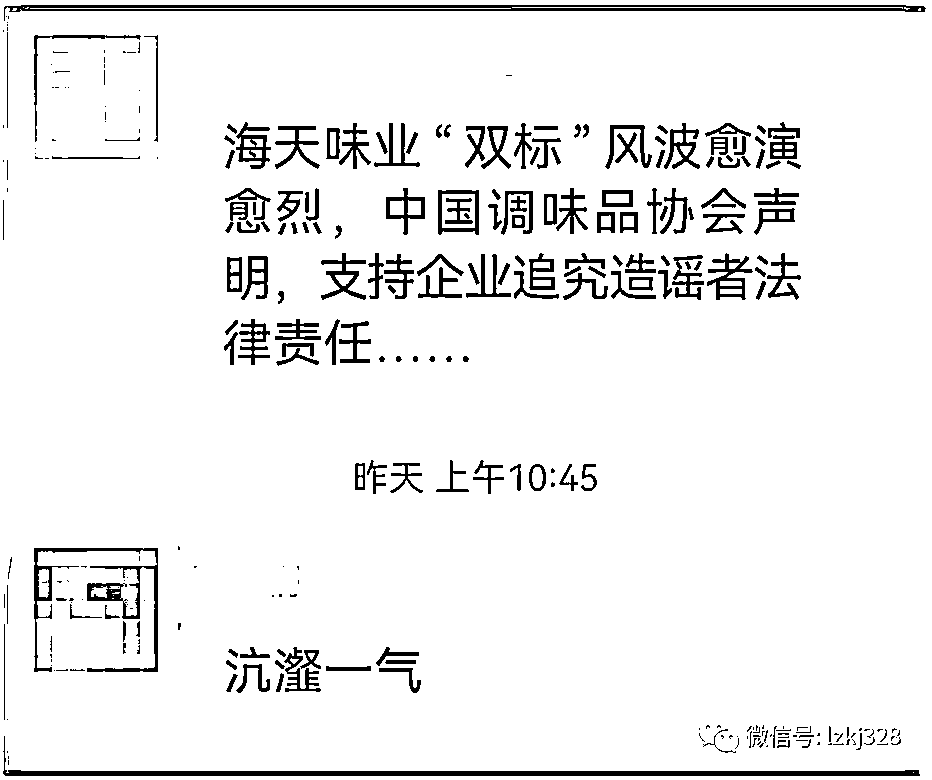 海天味业“双标”风波愈演
愈烈，中国调味品协会声
明，支持企业追究造谣者法
律责任......
昨天 上午10:45
沆瀣一气
微信号: lzkj328